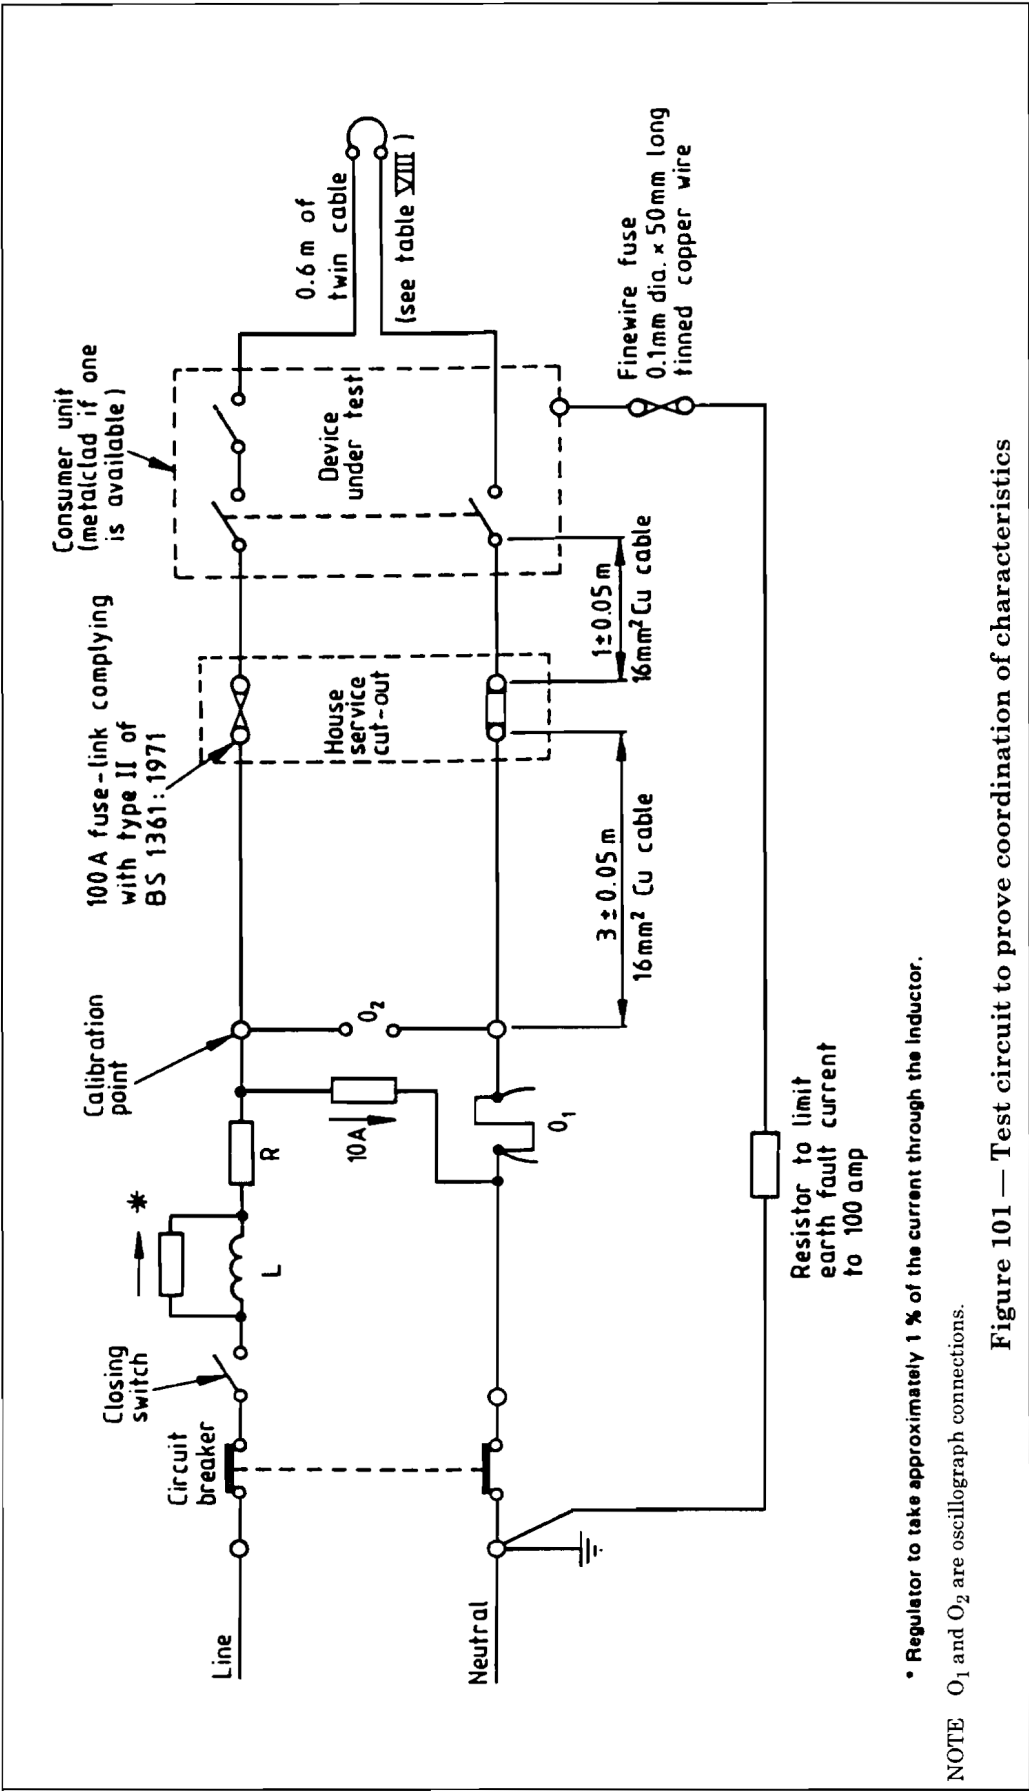 Consumer unit
(metalclad if one
is available)
100 A fuse-link complying
with type II of
BS 1361: 1971
Calibration
point
Closing
switch
Circuit
breaker
Line
Neutral
*
L
R
10A
O₂
O₁
House
service
cut-out
Device
under test
0.6 m of
twin cable
(see table VIII)
3 ± 0.05 m
16mm² Cu cable
1±0.05m
16mm² Cu cable
Finewire fuse
0.1mm dia. × 50mm long
tinned copper wire
Resistor to limit
earth fault current
to 100 amp
* Regulator to take approximately 1 % of the current through the inductor.
NOTE O₁ and O₂ are oscillograph connections.
Figure 101 — Test circuit to prove coordination of characteristics